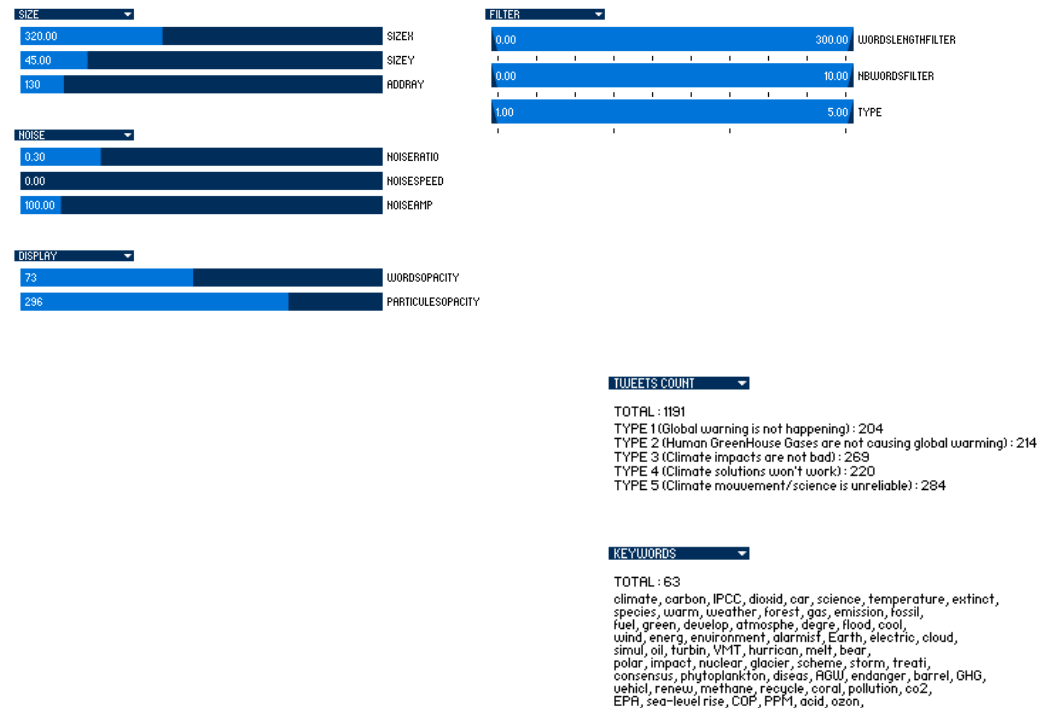 SIZE
320.00 SIZEX
45.00 SIZEY
130 ADDRAY
NOISE
0.30 NOISERATIO
0.00 NOISESPEED
100.00 NOISEAMP
DISPLAY
73 WORDSOPACITY
296 PARTICULESOPACITY
FILTER
0.00 300.00 WORDSLENGTHFILTER
0.00 10.00 NBWORDSFILTER
1.00 5.00 TYPE
TWEETS COUNT
TOTAL : 1191
TYPE 1 (Global warning is not happening) : 204
TYPE 2 (Human GreenHouse Gases are not causing global warming) : 214
TYPE 3 (Climate impacts are not bad) : 269
TYPE 4 (Climate solutions won't work) : 220
TYPE 5 (Climate mouvement/science is unreliable) : 284
KEYWORDS
TOTAL : 63
climate, carbon, IPCC, dioxid, car, science, temperature, extinct,
species, warm, weather, forest, gas, emission, fossil,
fuel, green, develop, atmosphe, degre, flood, cool,
wind, energ, environment, alarmist, Earth, electric, cloud,
simul, oil, turbin, VMT, hurrican, melt, bear,
polar, impact, nuclear, glacier, scheme, storm, treati,
consensus, phytoplankton, diseas, AGW, endanger, barrel, GHG,
vehicl, renew, methane, recycle, coral, pollution, co2,
EPA, sea-level rise, COP, PPM, acid, ozon,